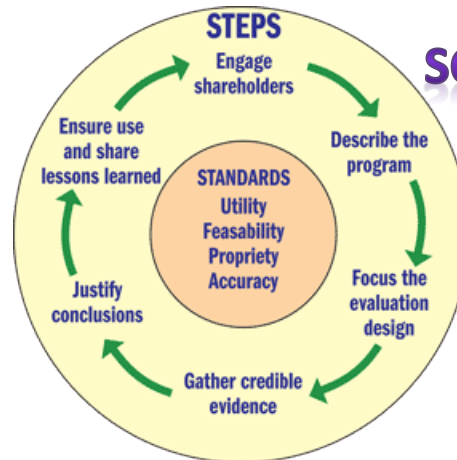 STEPS
Engage
shareholders
Describe the
program
Focus the
evaluation
design
Gather credible
evidence
Justify
conclusions
Ensure use
and share
lessons learned
STANDARDS
Utility
Feasability
Propriety
Accuracy